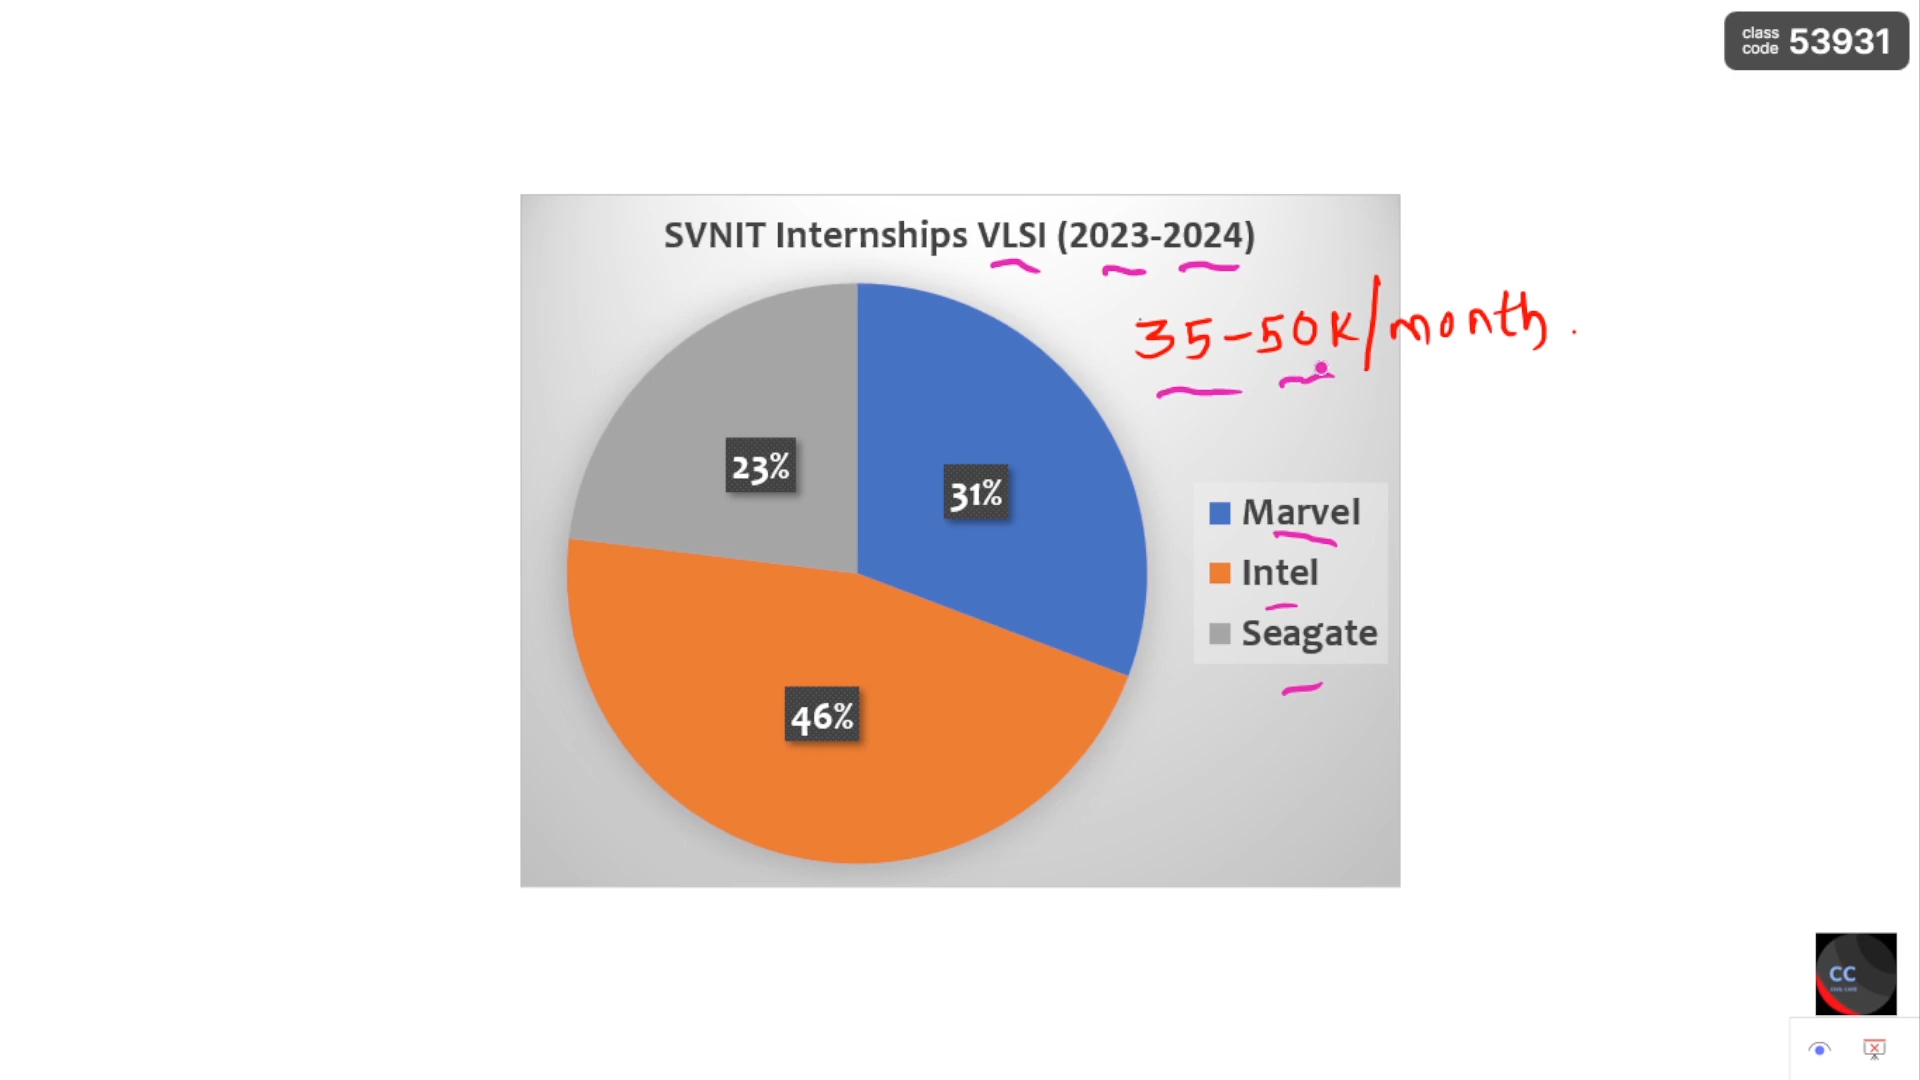 class
code 53931
SVNIT Internships VLSI (2023-2024)
35-50K/month.
23%
31%
46%
Marvel
Intel
Seagate
CC